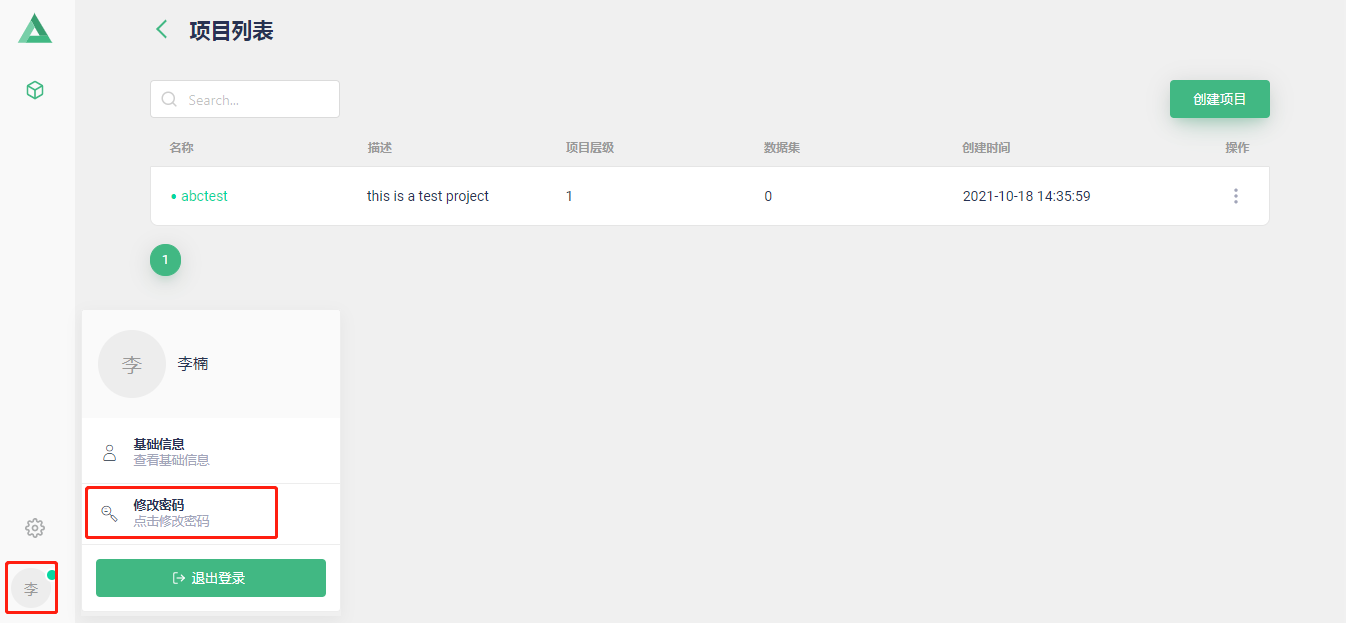 项目列表
Search...
创建项目
名称 描述 项目层级 数据集 创建时间 操作
• abctest this is a test project 1 0 2021-10-18 14:35:59
1
李 李楠
基础信息
查看基础信息
修改密码
点击修改密码
退出登录
李